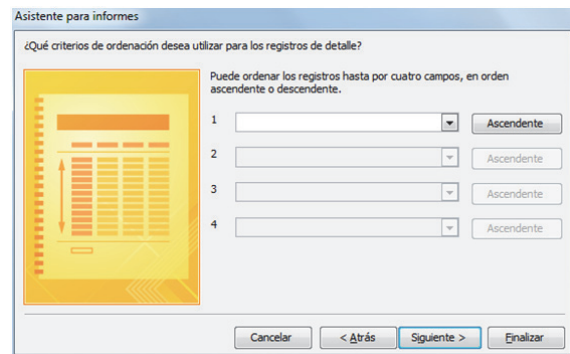 Asistente para informes
¿Qué criterios de ordenación desea utilizar para los registros de detalle?
Puede ordenar los registros hasta por cuatro campos, en orden
ascendente o descendente.
1 Ascendente
2 Ascendente
3 Ascendente
4 Ascendente
Cancelar < Atrás Siguiente > Finalizar